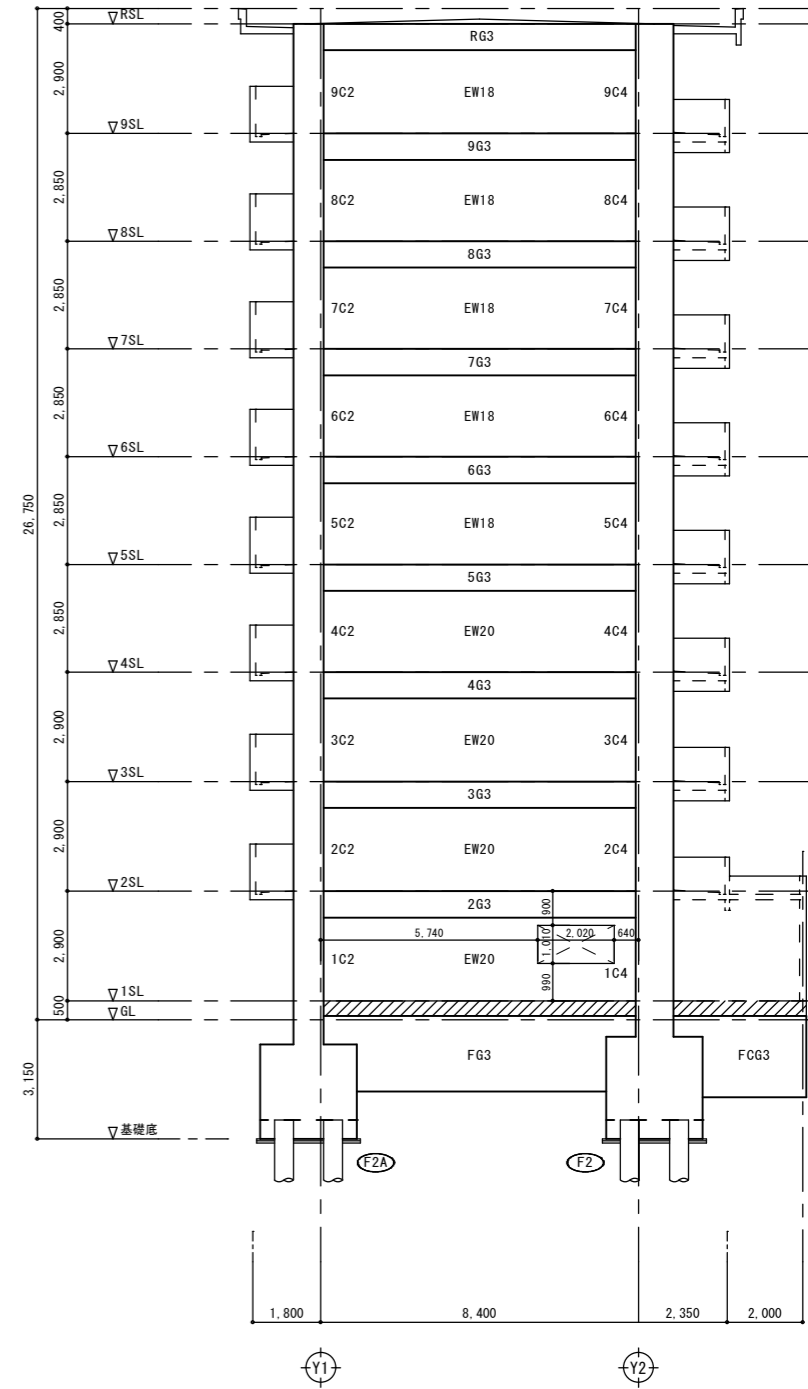 400
RSL
RG3
2,900
9C2
EW18
9C4
9SL
9G3
2,850
8C2
EW18
8C4
8SL
8G3
2,850
7C2
EW18
7C4
7SL
7G3
2,850
6C2
EW18
6C4
6SL
6G3
26,750
2,850
5C2
EW18
5C4
5SL
5G3
2,850
4C2
EW20
4C4
4SL
4G3
2,900
3C2
EW20
3C4
3SL
3G3
2,900
2C2
EW20
2C4
2SL
2G3
900
5,740
1,010
2,020
640
2,900
1C2
EW20
990
1C4
1SL
500
GL
FG3
FCG3
3,150
基礎底
F2A
F2
1,800
8,400
2,350
2,000
Y1
Y2